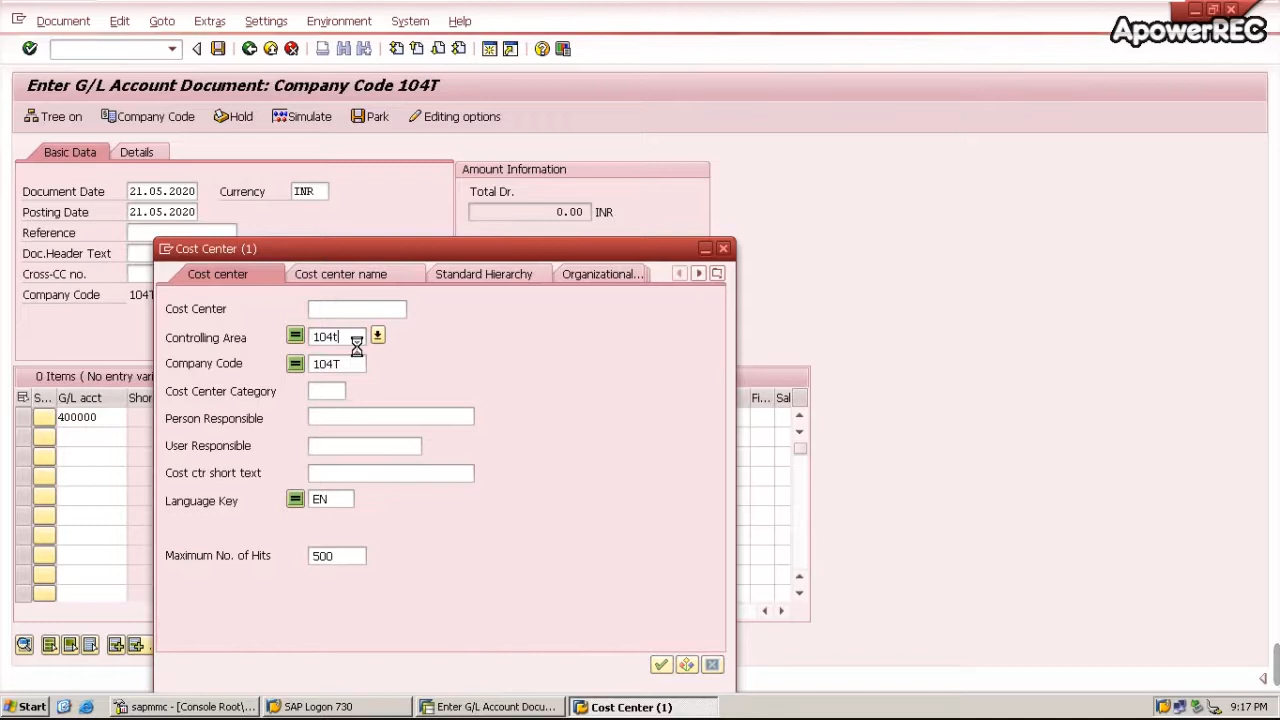 Document Edit Goto Extras Settings Environment System Help
ApowerREC
Enter G/L Account Document: Company Code 104T
Tree on Company Code Hold Simulate Park Editing options
Basic Data Details
Amount Information
Document Date 21.05.2020 Currency INR
Total Dr.
Posting Date 21.05.2020
0.00 INR
Reference
Doc.Header Text
Cross-CC no.
Company Code 104T
Cost Center (1)
Cost center Cost center name Standard Hierarchy Organizational...
Cost Center
Controlling Area 104t
Company Code 104T
Cost Center Category
Person Responsible
User Responsible
Cost ctr short text
Language Key EN
Maximum No. of Hits 500
0 Items ( No entry vari
S... G/L acct Shor Fi... Sal
400000
Start sapmmc - [Console Root\... SAP Logon 730 Enter G/L Account Docu... Cost Center (1) 9:17 PM